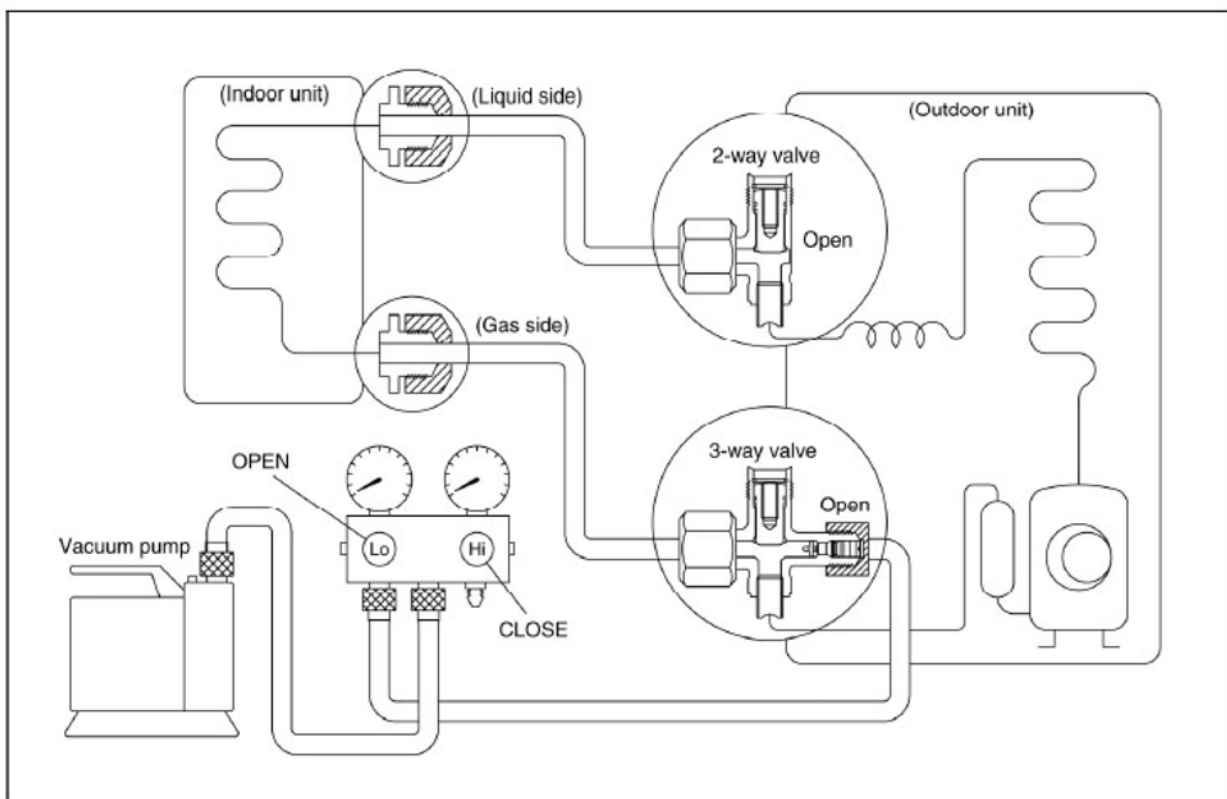 (Indoor unit)
(Liquid side)
(Outdoor unit)
2-way valve
Open
(Gas side)
3-way valve
Open
OPEN
Lo
Hi
Vacuum pump
CLOSE